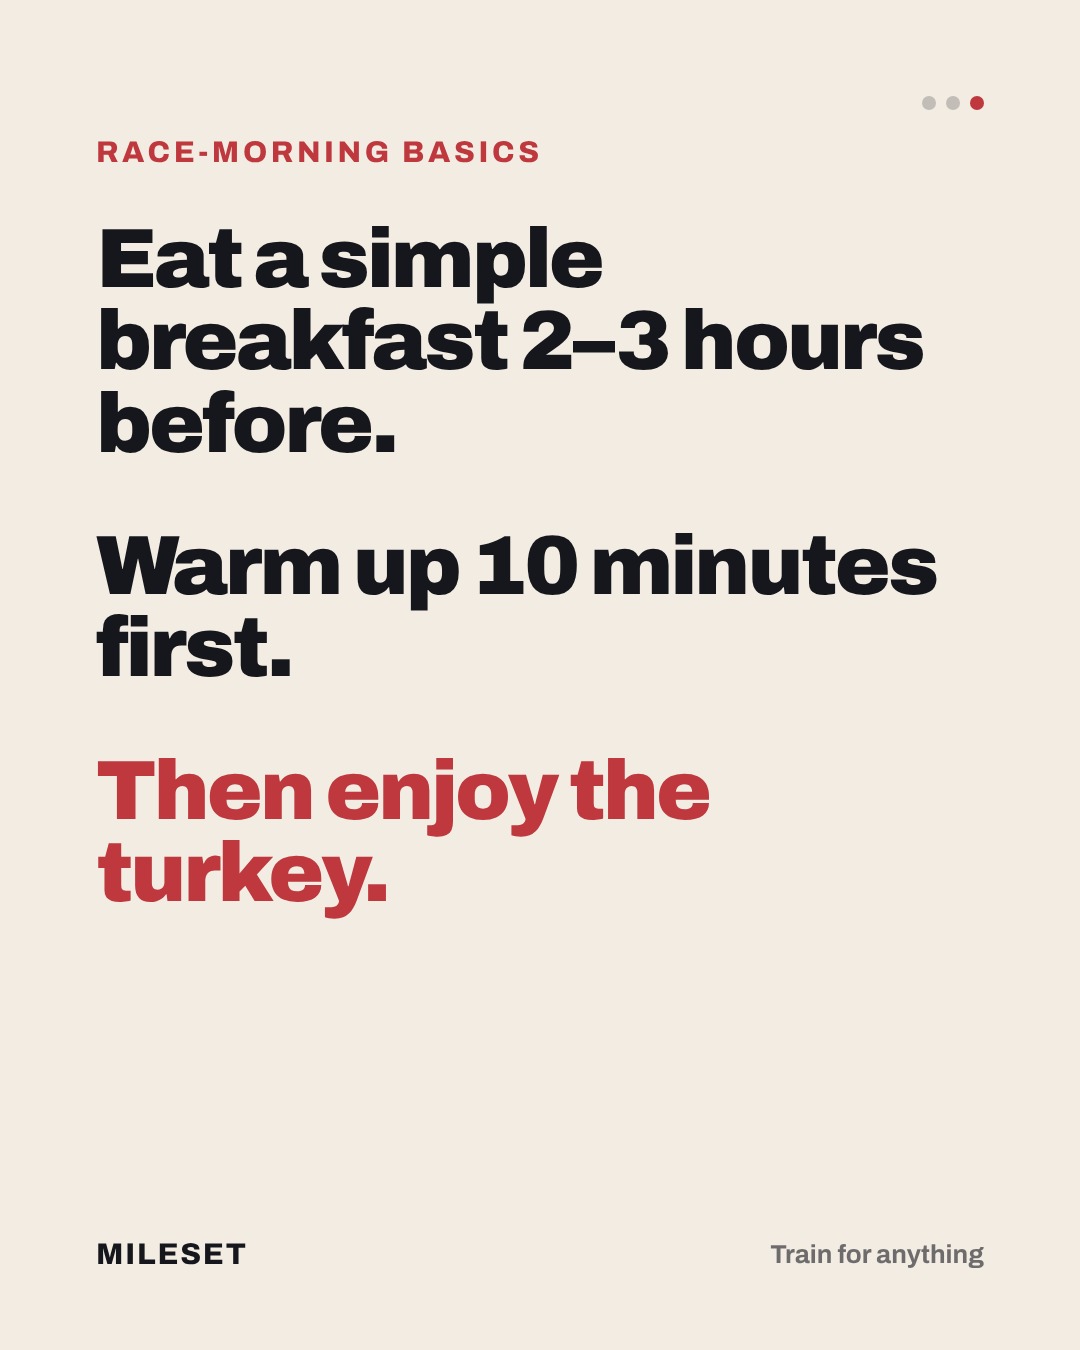 RACE-MORNING BASICS
Eat a simple
breakfast 2–3 hours
before.
Warm up 10 minutes
first.
Then enjoy the
turkey.
MILESET
Train for anything